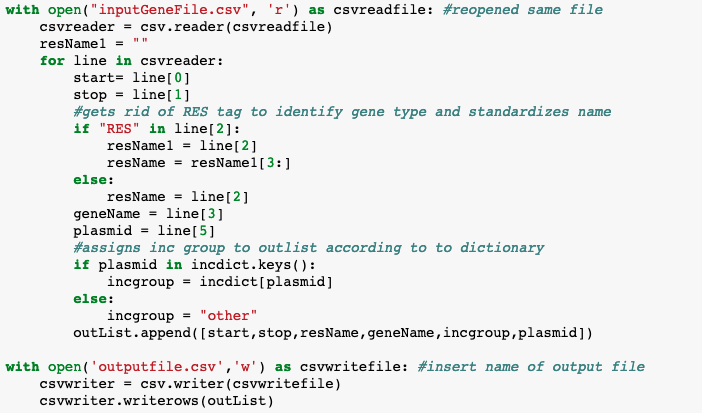 with open("inputGeneFile.csv", 'r') as csvreadfile: #reopened same file
    csvreader = csv.reader(csvreadfile)
    resName1 = ""
    for line in csvreader:
        start= line[0]
        stop = line[1]
        #gets rid of RES tag to identify gene type and standardizes name
        if "RES" in line[2]:
            resName1 = line[2]
            resName = resName1[3:]
        else:
            resName = line[2]
        geneName = line[3]
        plasmid = line[5]
        #assigns inc group to outlist according to to dictionary
        if plasmid in incdict.keys():
            incgroup = incdict[plasmid]
        else:
            incgroup = "other"
        outList.append([start,stop,resName,geneName,incgroup,plasmid])
with open('outputfile.csv','w') as csvwritefile: #insert name of output file
    csvwriter = csv.writer(csvwritefile)
    csvwriter.writerows(outList)